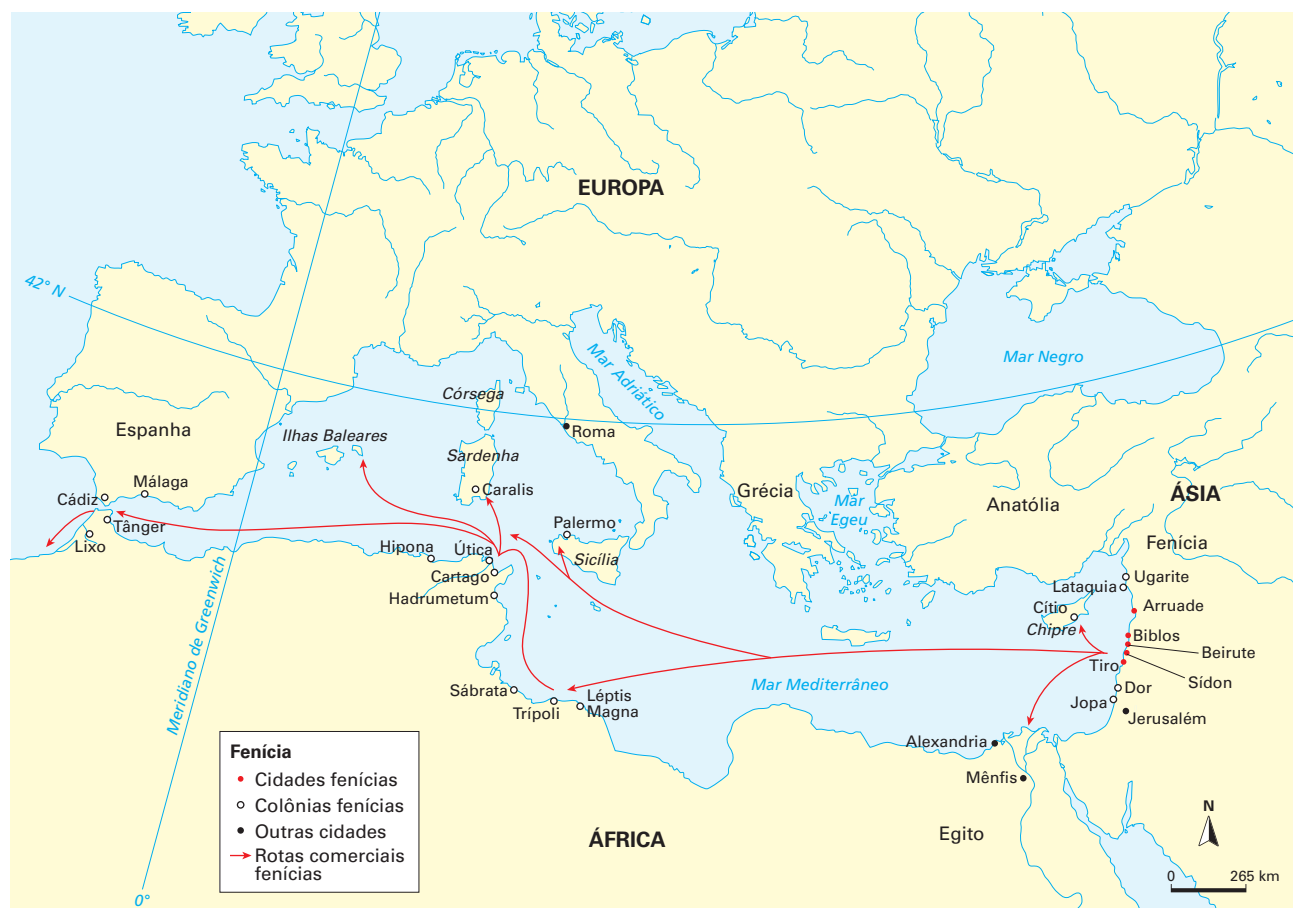 EUROPA
42° N
Mar Negro
Mar Adriático
Córsega
Espanha
Ilhas Baleares
Roma
Sardenha
Málaga
Cádiz
Caralis
Grécia
Mar
Egeu
Anatólia
ÁSIA
Tânger
Lixo
Palermo
Hipona
Útica
Sicília
Fenícia
Cartago
Hadrumetum
Ugarite
Lataquia
Cítio
Arruade
Chipre
Biblos
Beirute
Tiro
Sídon
Mar Mediterrâneo
Sábrata
Trípoli
Léptis
Magna
Dor
Jopa
Jerusalém
Meridiano de Greenwich
Alexandria
Mênfis
Egito
ÁFRICA
Fenícia
Cidades fenícias
Colônias fenícias
Outras cidades
Rotas comerciais
fenícias
0°
N
0 265 km